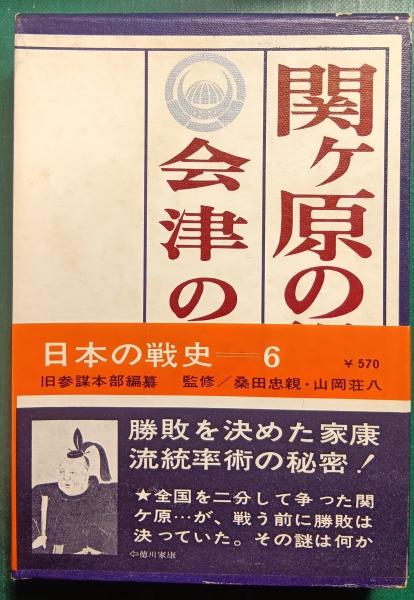 関ケ原の
会津の
日本の戦史―6
¥570
旧参謀本部編纂 監修／桑田忠親・山岡荘八
勝敗を決めた家康
流統率術の秘密！
★全国を二分して争った関
ケ原…が、戦う前に勝敗は
決っていた。その謎は何か
⇦徳川家康